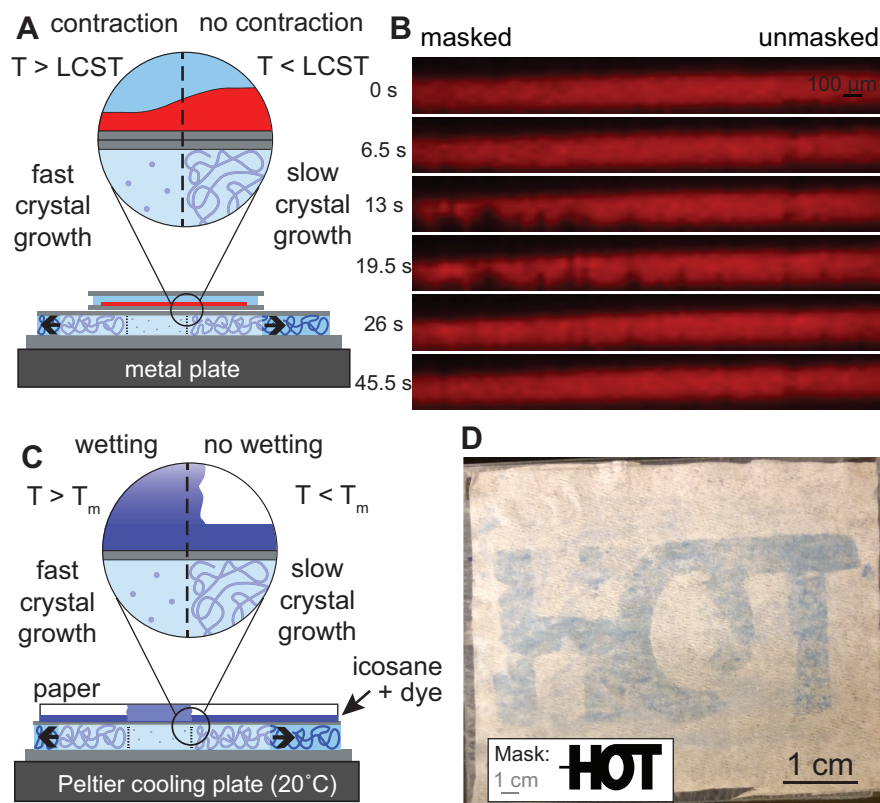 A
contraction
no contraction
T > LCST
T < LCST
fast
crystal
growth
slow
crystal
growth
metal plate
B
masked
unmasked
100 μm
0 s
6.5 s
13 s
19.5 s
26 s
45.5 s
C
wetting
no wetting
T > Tm
T < Tm
fast
crystal
growth
slow
crystal
growth
paper
icosane
+ dye
Peltier cooling plate (20˚C)
D
HOT
Mask:
1 cm
HOT
1 cm